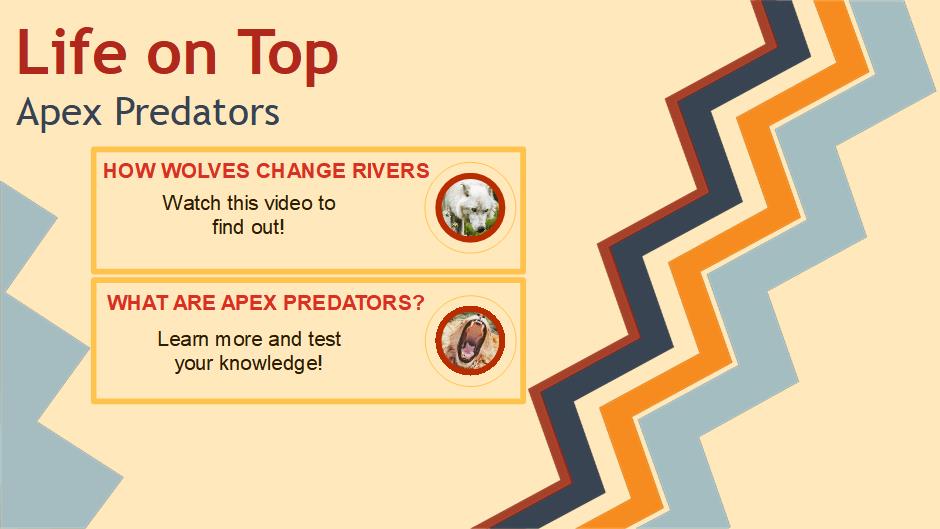 Life on Top
Apex Predators
HOW WOLVES CHANGE RIVERS
Watch this video to
find out!
WHAT ARE APEX PREDATORS?
Learn more and test
your knowledge!